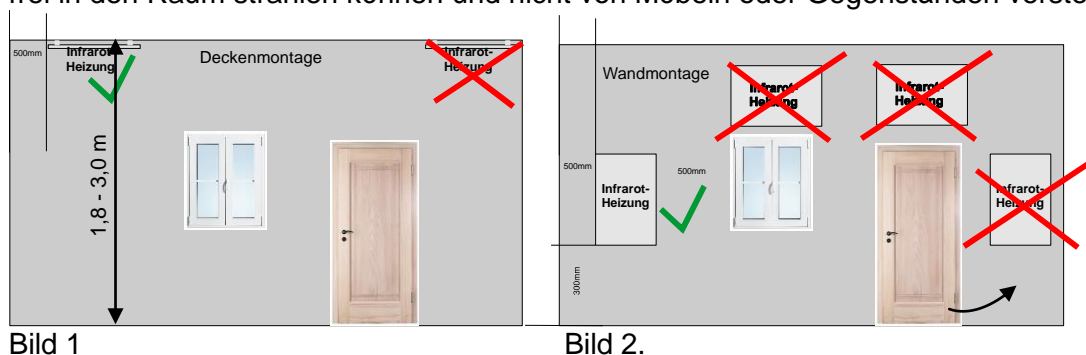 frei in den Raum strahlen können und nicht von Möbeln oder Gegenständen verste
500mm
Infrarot-
Heizung
Deckenmontage
Infrarot-
Heizung
1,8 - 3,0 m
Bild 1
Wandmontage
Infrarot-
Heizung
Infrarot-
Heizung
500mm
500mm
Infrarot-
Heizung
Infrarot-
Heizung
300mm
Bild 2.